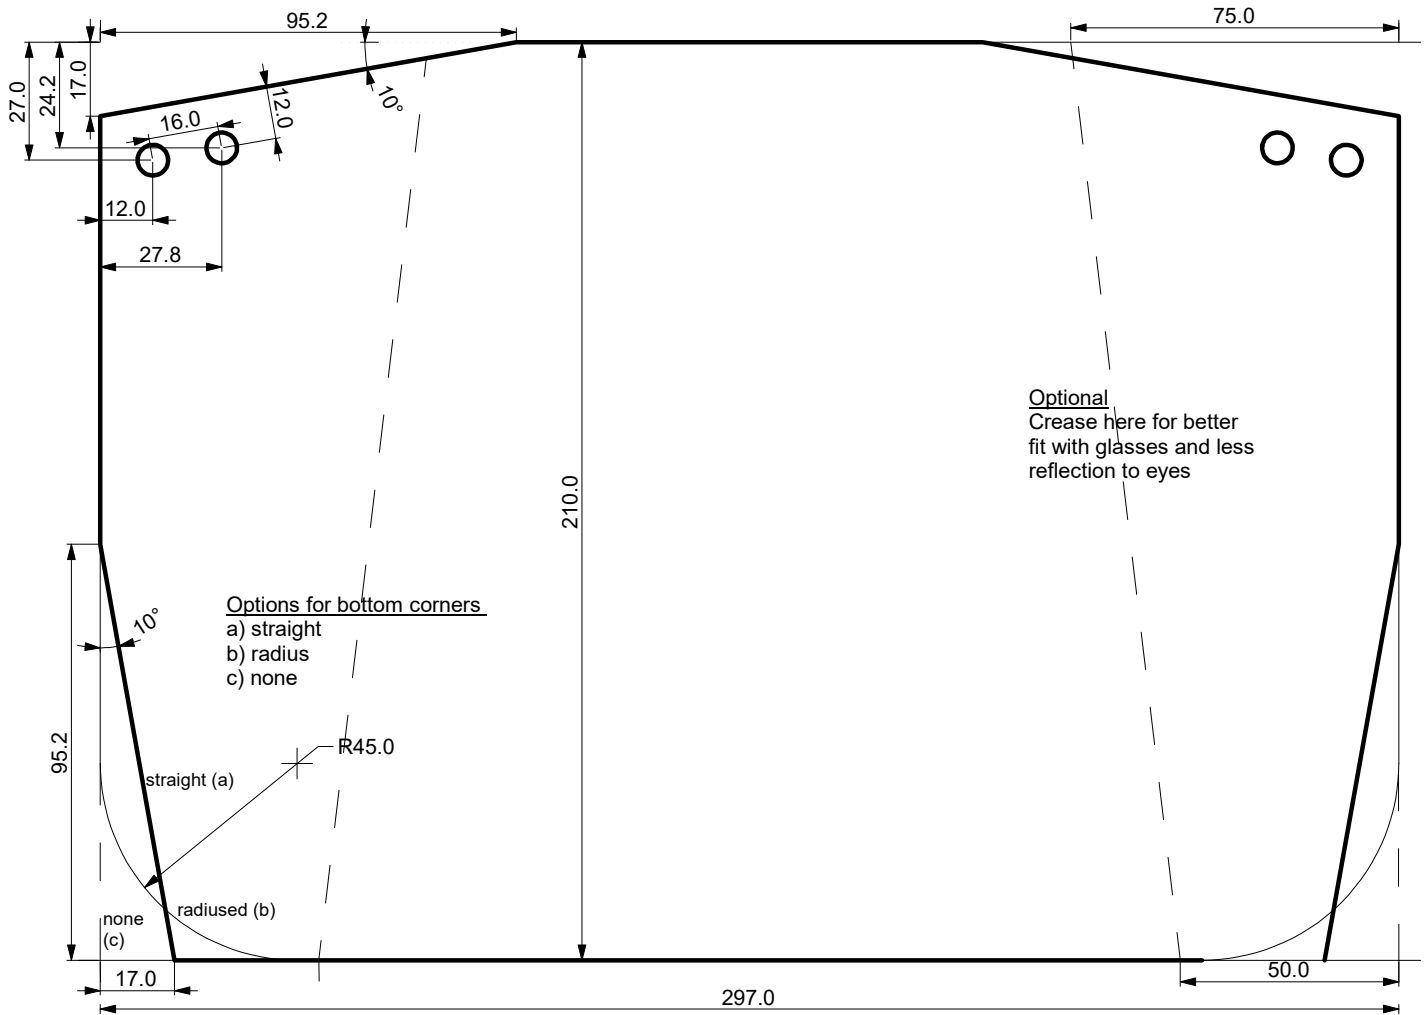 95.2
75.0
27.0
24.2
17.0
10°
12.0
16.0
12.0
27.8
Optional
Crease here for better
fit with glasses and less
reflection to eyes
210.0
Options for bottom corners
a) straight
b) radius
c) none
10°
95.2
R45.0
straight (a)
radiused (b)
none
(c)
17.0
50.0
297.0